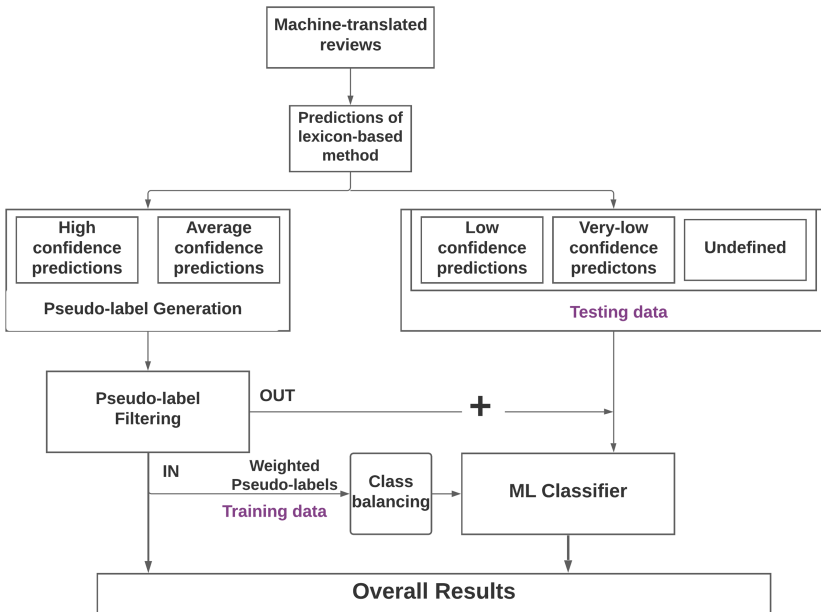 Machine-translated
reviews
Predictions of
lexicon-based
method
High
confidence
predictions
Average
confidence
predictions
Low
confidence
predictions
Very-low
confidence
predictons
Undefined
Pseudo-label Generation
Testing data
Pseudo-label
Filtering
OUT
+
IN
Weighted
Pseudo-labels
Training data
Class
balancing
ML Classifier
Overall Results